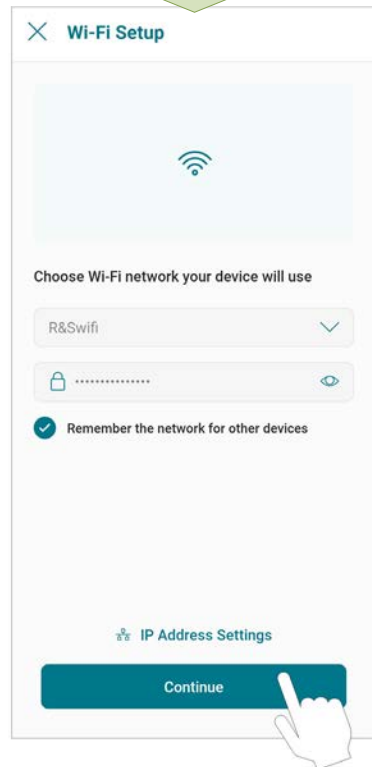 Wi-Fi Setup
Choose Wi-Fi network your device will use
R&Swifi
•••••••••••••••
Remember the network for other devices
IP Address Settings
Continue